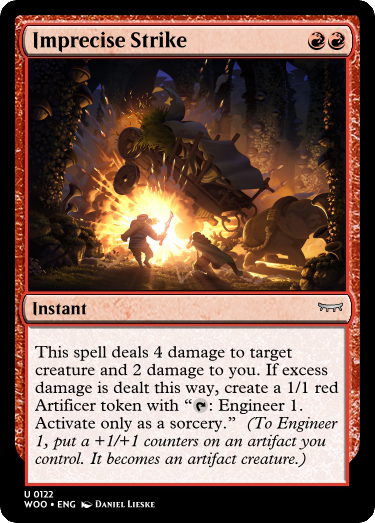 Imprecise Strike
Instant
This spell deals 4 damage to target
creature and 2 damage to you. If excess
damage is dealt this way, create a 1/1 red
Artificer token with “: Engineer 1.
Activate only as a sorcery.” (To Engineer
1, put a +1/+1 counters on an artifact you
control. It becomes an artifact creature.)
U 0122
WOO • ENG Daniel Lieske